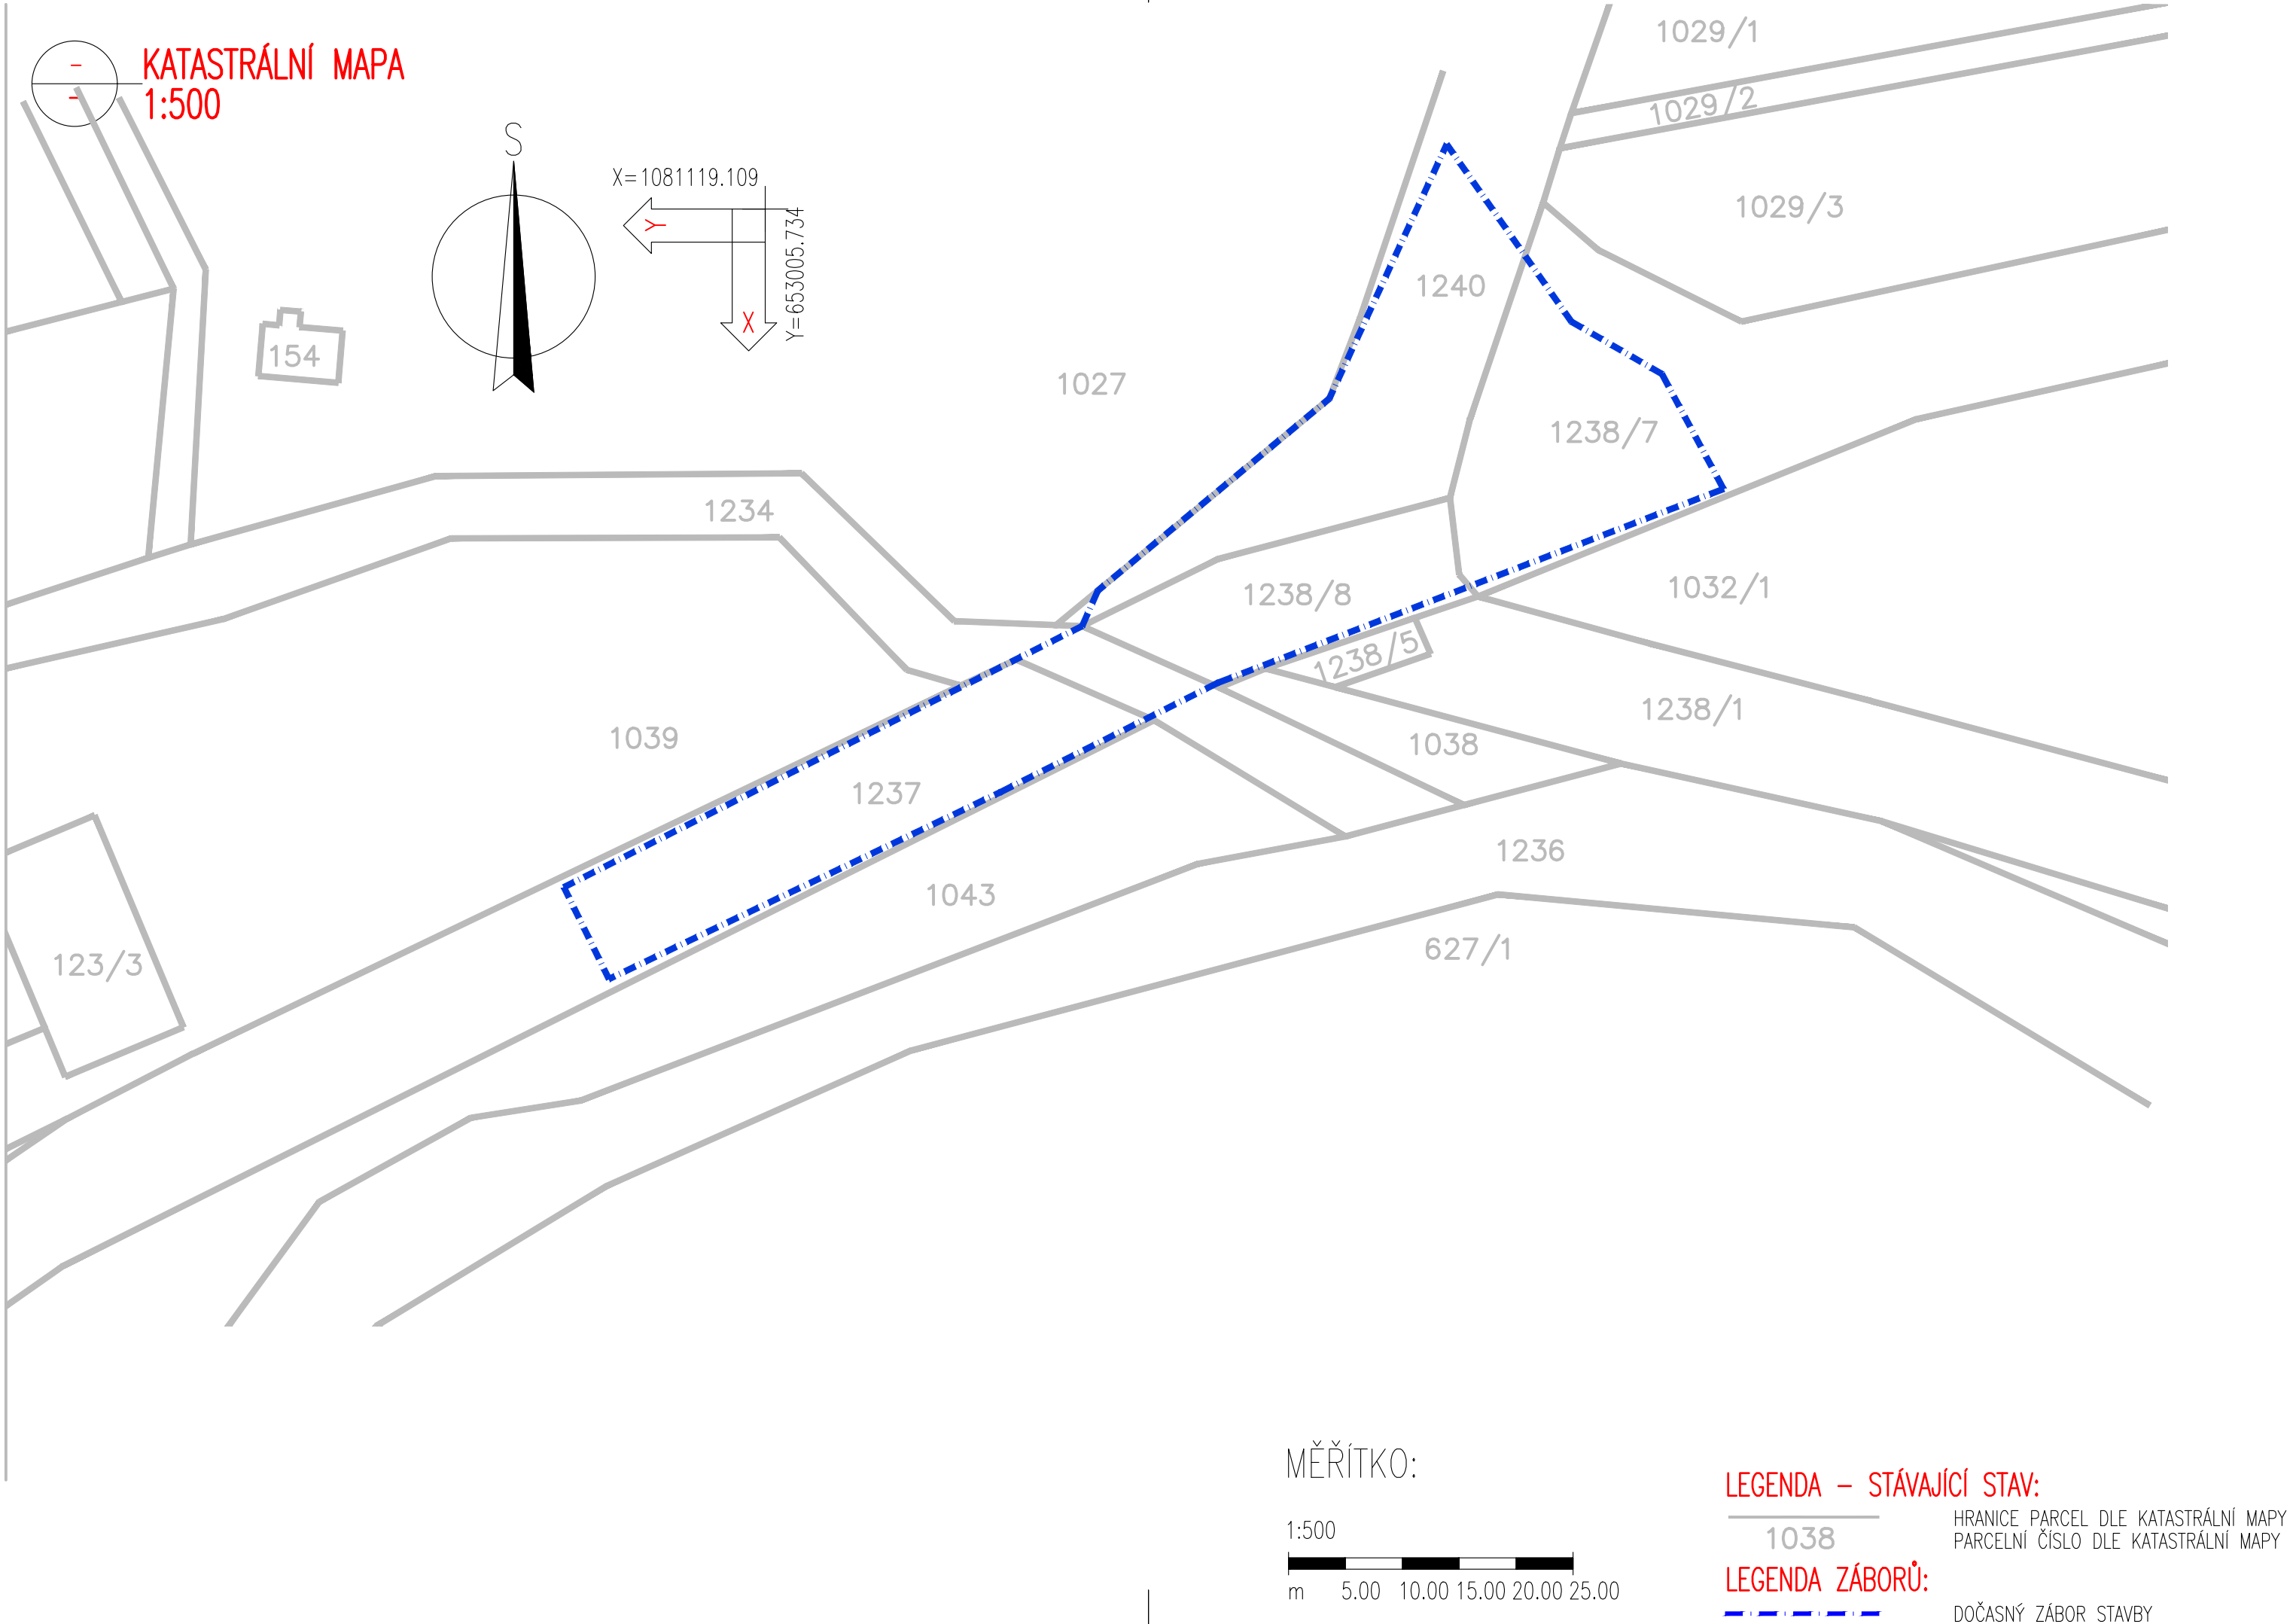 KATASTRÁLNÍ MAPA
1:500
S
X=1081119.109
Y
X
Y=653005.734
1029/1
1029/2
1029/3
1240
154
1027
1238/7
1234
1238/8
1032/1
1238/5
1238/1
1039
1038
1237
1236
1043
627/1
123/3
MĚŘÍTKO:
1:500
m 5.00 10.00 15.00 20.00 25.00
LEGENDA – STÁVAJÍCÍ STAV:
HRANICE PARCEL DLE KATASTRÁLNÍ MAPY
1038 PARCELNÍ ČÍSLO DLE KATASTRÁLNÍ MAPY
LEGENDA ZÁBORŮ:
DOČASNÝ ZÁBOR STAVBY